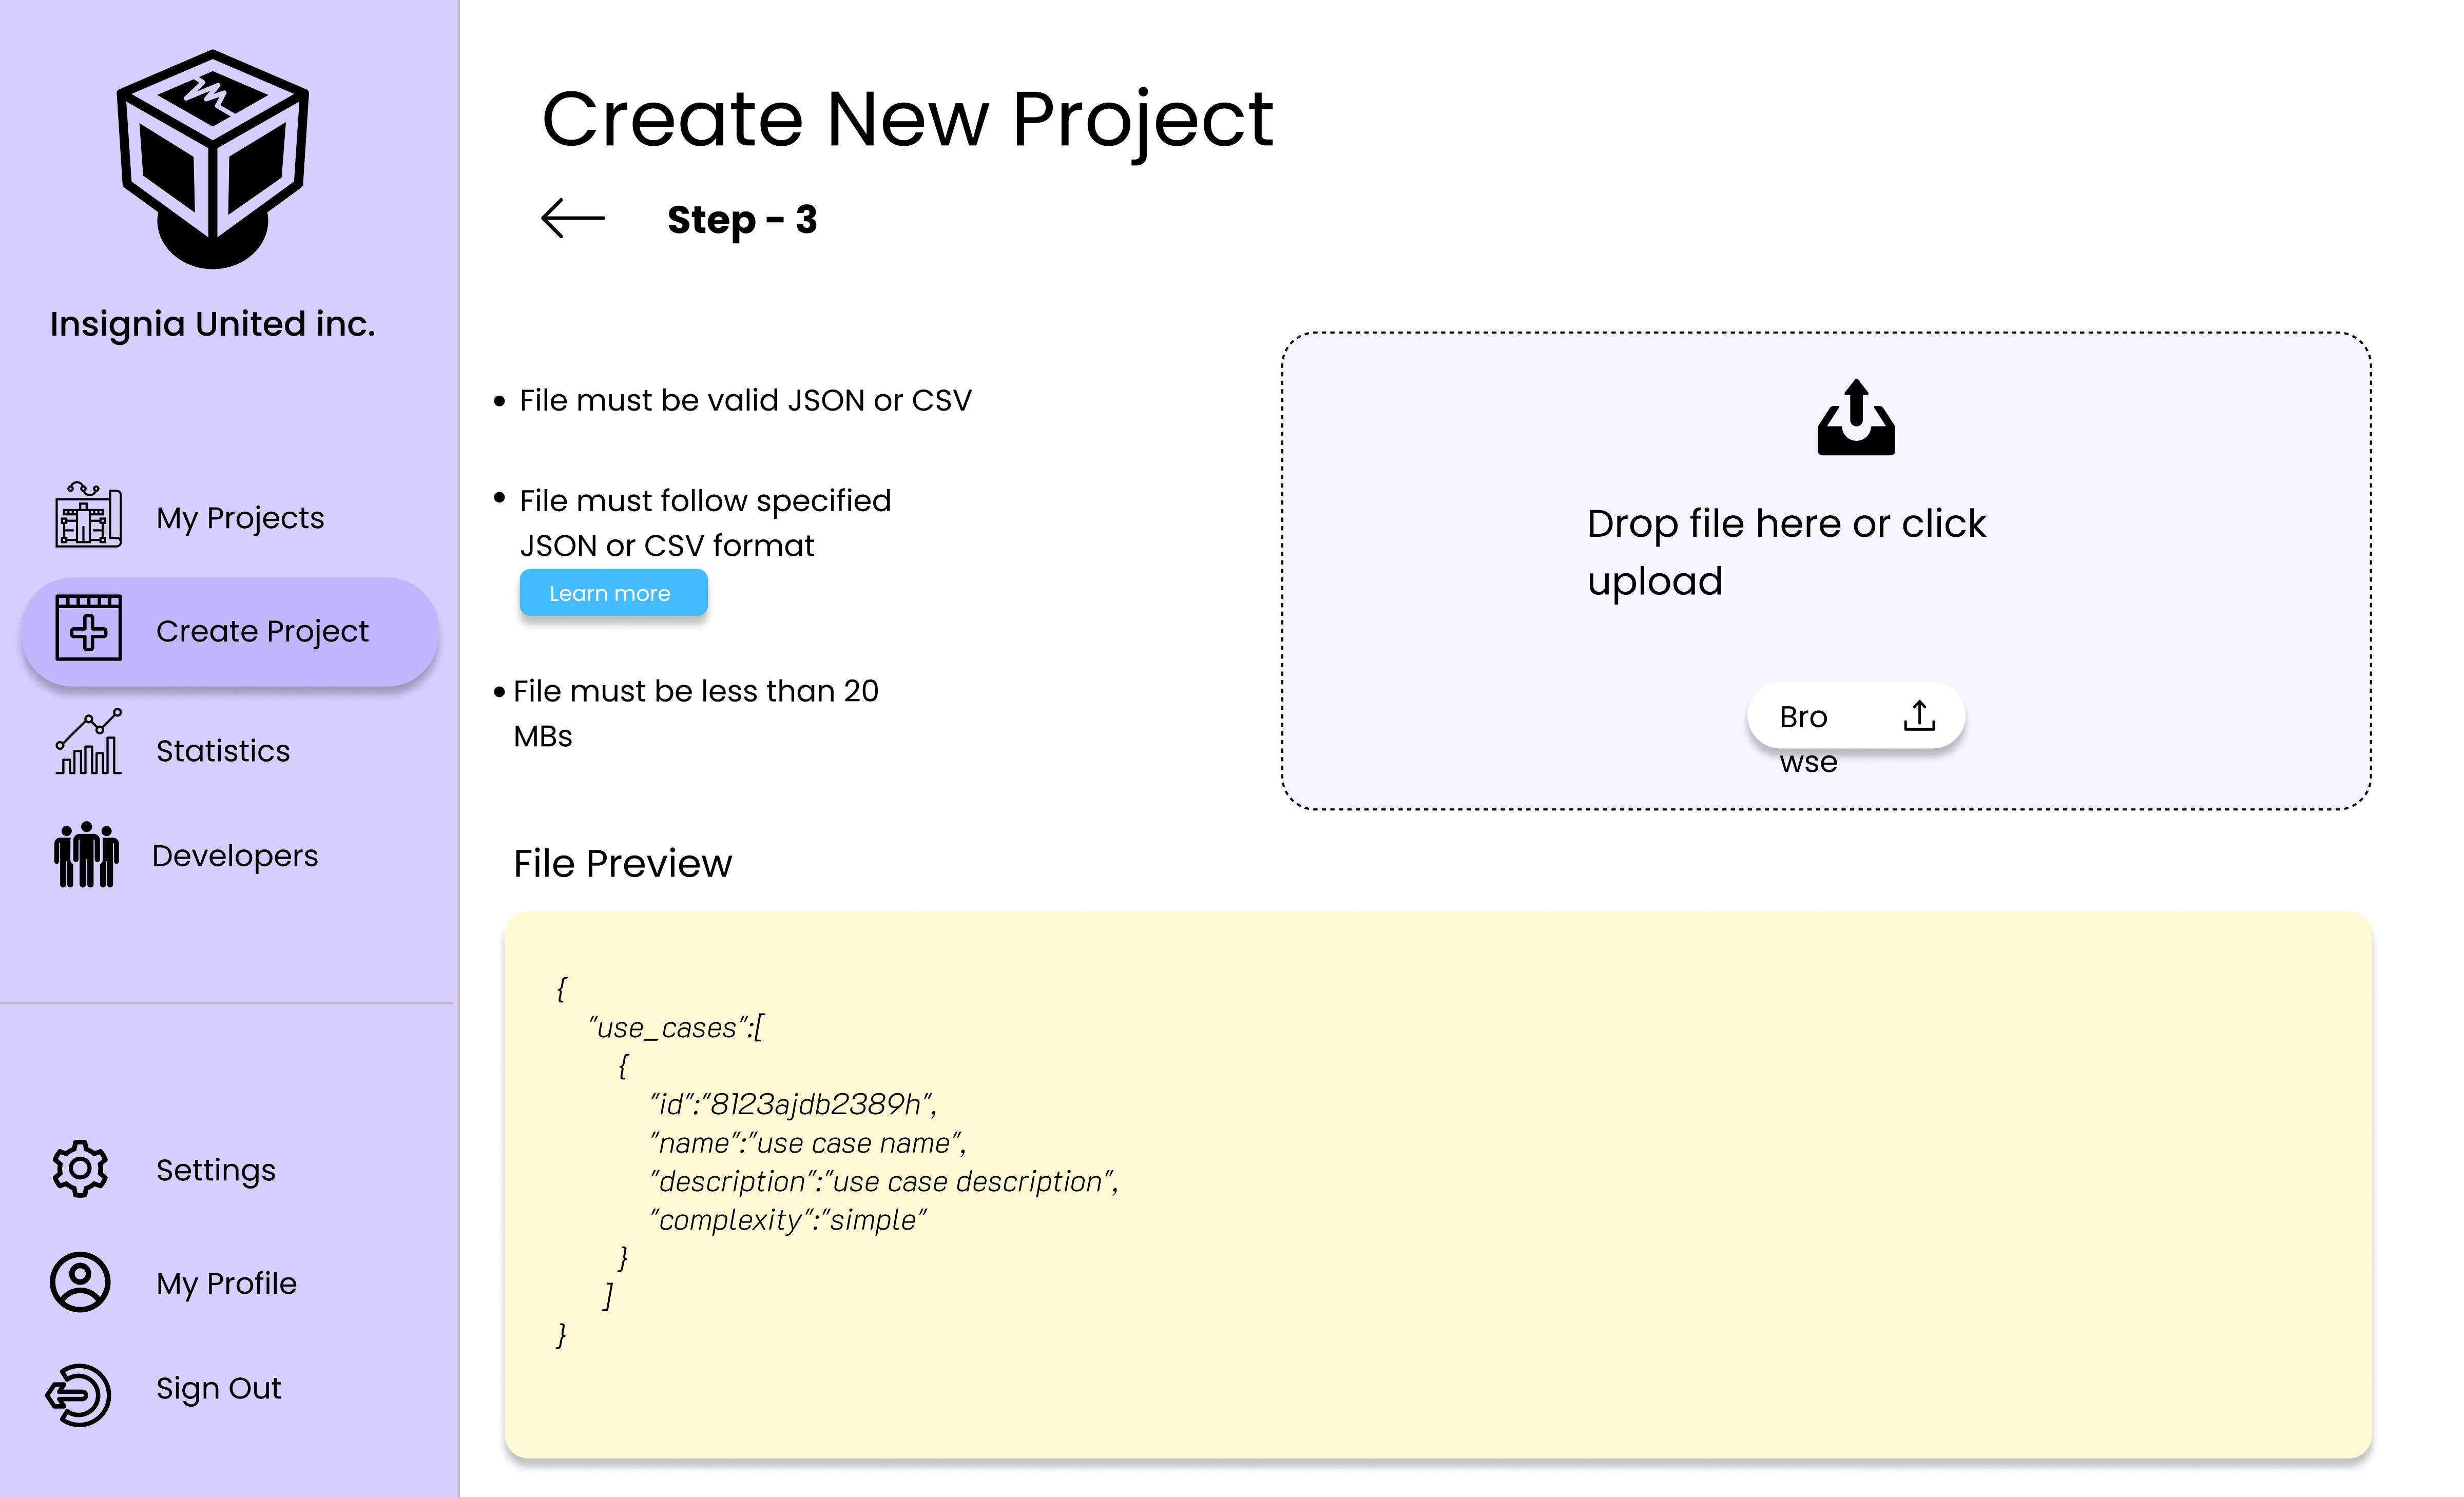 Insignia United inc.
My Projects
Create Project
Statistics
Developers
Settings
My Profile
Sign Out
Create New Project
Step - 3
• File must be valid JSON or CSV
• File must follow specified
JSON or CSV format
Learn more
• File must be less than 20
MBs
Drop file here or click
upload
Bro
wse
File Preview
{
"use_cases":[
{
"id":"8123ajdb2389h",
"name":"use case name",
"description":"use case description",
"complexity":"simple"
}
]
}